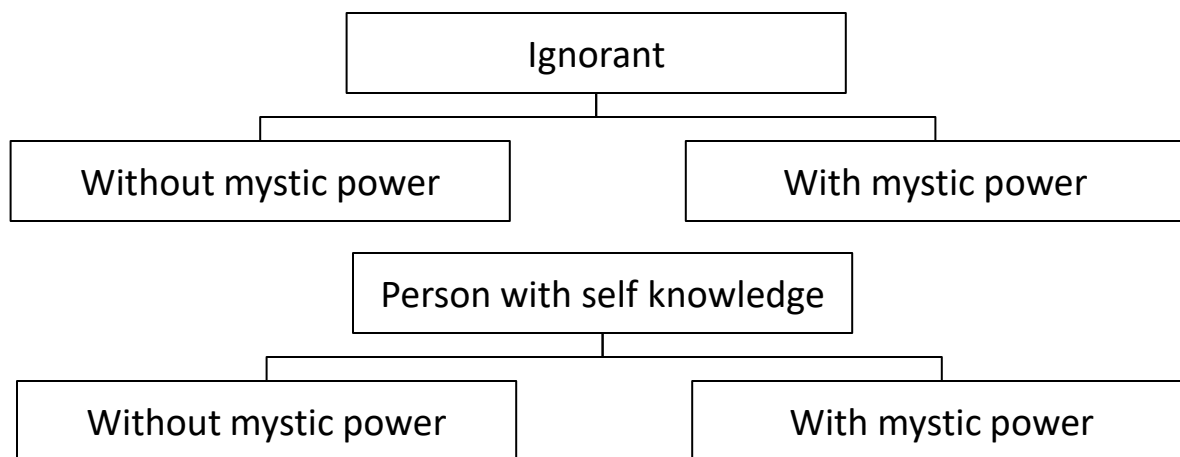 Ignorant
Without mystic power
With mystic power
Person with self knowledge
Without mystic power
With mystic power